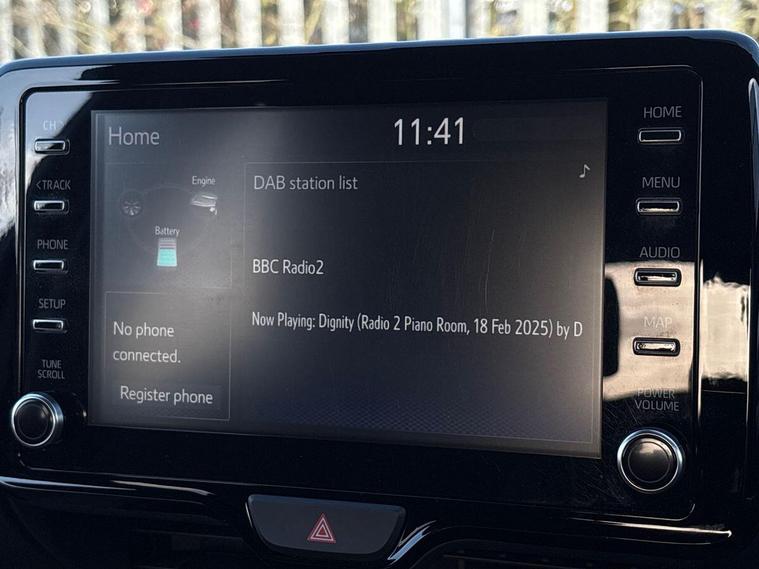 Home
11:41
Engine
Battery
DAB station list
BBC Radio2
Now Playing: Dignity (Radio 2 Piano Room, 18 Feb 2025) by D
No phone
connected.
Register phone
CH >
<TRACK
PHONE
SETUP
TUNE
SCROLL
HOME
MENU
AUDIO
MAP
POWER
VOLUME